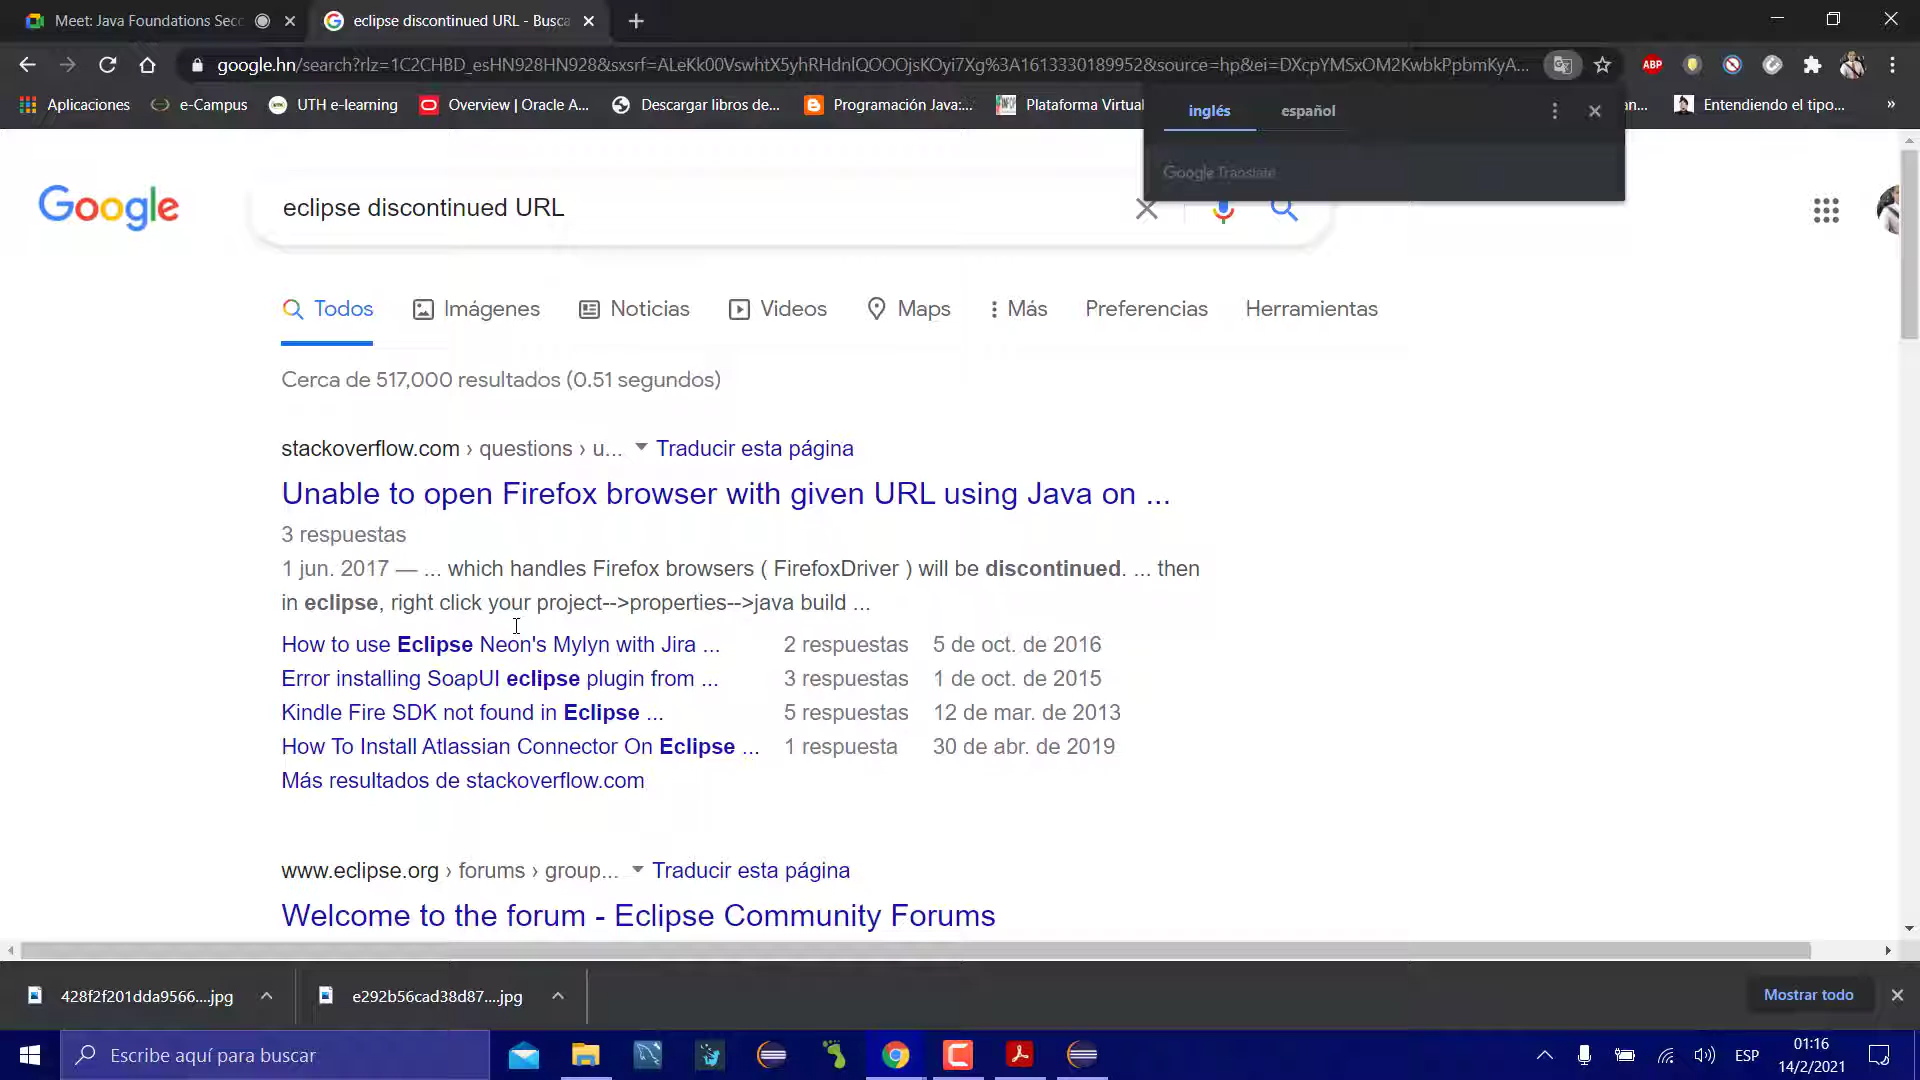 Meet: Java Foundations Secc
eclipse discontinued URL - Busca
google.hn/search?rlz=1C2CHBD_esHN928HN928&sxsrf=ALeKk00VswhtX5yhRHdnlQOOOjsKOyi7Xg%3A1613330189952&source=hp&ei=DXcpYMSxOM2KwbkPpbmKyA...
ABP
Aplicaciones
e-Campus
UTH e-learning
Overview | Oracle A...
Descargar libros de...
Programación Java:...
Plataforma Virtual
an...
Entendiendo el tipo...
»
inglés
español
Google Translate
Google
eclipse discontinued URL
Todos
Imágenes
Noticias
Videos
Maps
Más
Preferencias
Herramientas
Cerca de 517,000 resultados (0.51 segundos)
stackoverflow.com › questions › u... Traducir esta página
Unable to open Firefox browser with given URL using Java on ...
3 respuestas
1 jun. 2017 — ... which handles Firefox browsers ( FirefoxDriver ) will be discontinued. ... then
in eclipse, right click your project-->properties-->java build ...
How to use Eclipse Neon's Mylyn with Jira ... 2 respuestas 5 de oct. de 2016
Error installing SoapUI eclipse plugin from ... 3 respuestas 1 de oct. de 2015
Kindle Fire SDK not found in Eclipse ... 5 respuestas 12 de mar. de 2013
How To Install Atlassian Connector On Eclipse ... 1 respuesta 30 de abr. de 2019
Más resultados de stackoverflow.com
www.eclipse.org › forums › group... Traducir esta página
Welcome to the forum - Eclipse Community Forums
428f2f201dda9566....jpg
e292b56cad38d87....jpg
Mostrar todo
Escribe aquí para buscar
ESP
01:16
14/2/2021